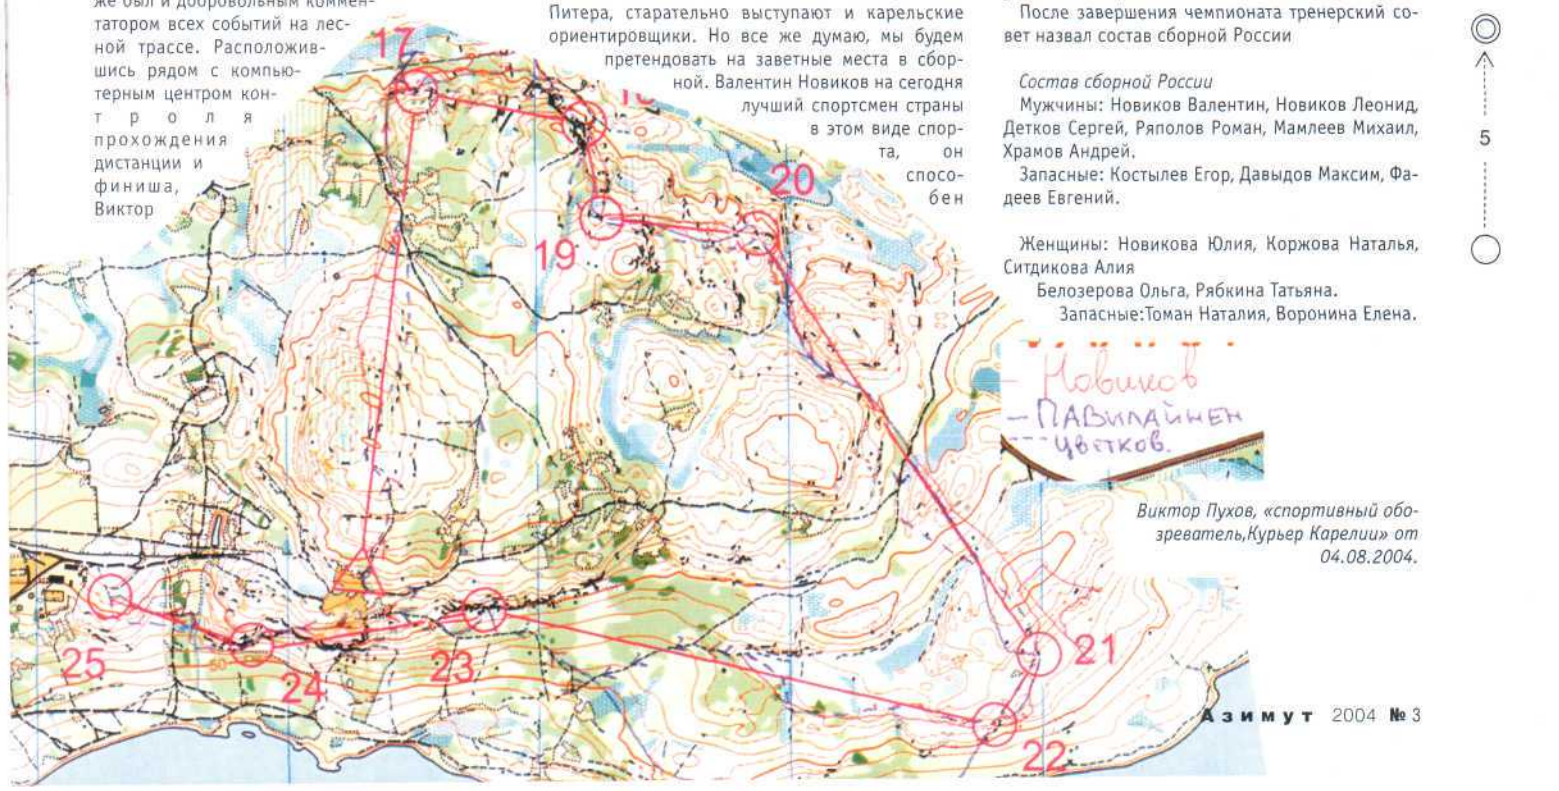 же был и добровольным коммен-
татором всех событий на лес-
ной трассе. Расположив-
шись рядом с компью-
терным центром кон-
троля
прохождения
дистанции и
финиша,
Виктор
Питера, старательно выступают и карельские
ориентировщики. Но все же думаю, мы будем
претендовать на заветные места в сбор-
ной. Валентин Новиков на сегодня
лучший спортсмен страны
в этом виде спор-
та, он
спосо-
бен
После завершения чемпионата тренерский со-
вет назвал состав сборной России
Состав сборной России
Мужчины: Новиков Валентин, Новиков Леонид,
Детков Сергей, Ряполов Роман, Мамлеев Михаил,
Храмов Андрей.
Запасные: Костылев Егор, Давыдов Максим, Фа-
деев Евгений.
Женщины: Новикова Юлия, Коржова Наталья,
Ситдикова Алия
Белозерова Ольга, Рябкина Татьяна.
Запасные:Томан Наталия, Воронина Елена.
- Новиков
- ПАВИЛАЙНЕН
--- Цветков.
Виктор Пухов, «спортивный обо-
зреватель,Курьер Карелии» от
04.08.2004.
5
17
19
20
21
22
23
24
25
50
Азимут 2004 № 3